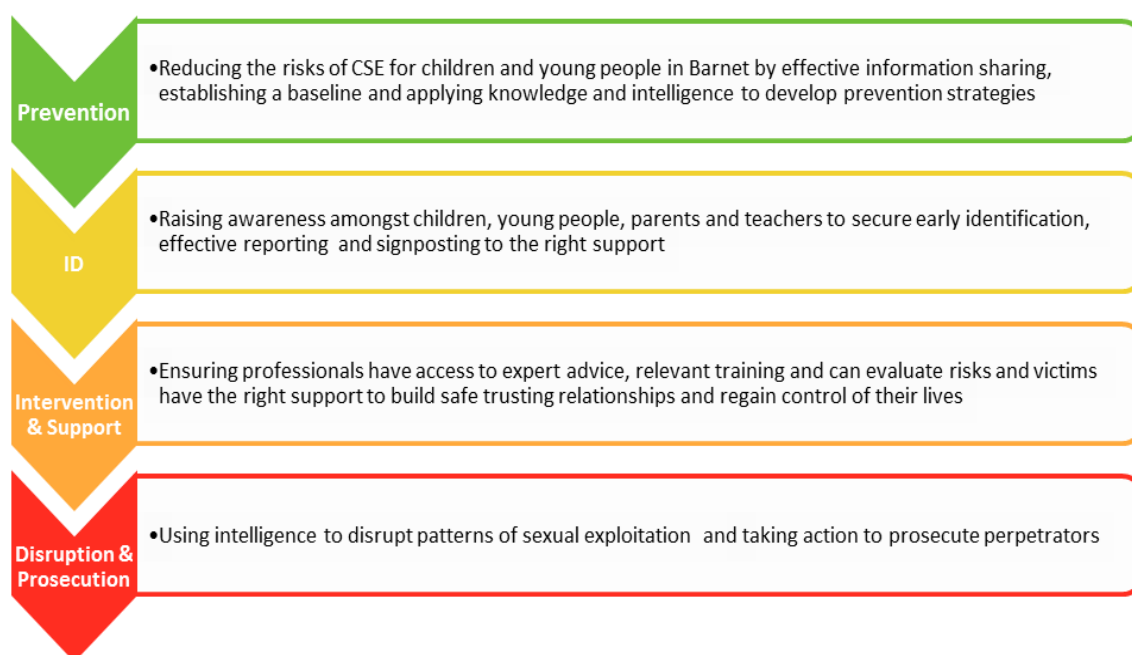 Prevention
•Reducing the risks of CSE for children and young people in Barnet by effective information sharing,
establishing a baseline and applying knowledge and intelligence to develop prevention strategies
ID
•Raising awareness amongst children, young people, parents and teachers to secure early identification,
effective reporting and signposting to the right support
Intervention
& Support
•Ensuring professionals have access to expert advice, relevant training and can evaluate risks and victims
have the right support to build safe trusting relationships and regain control of their lives
Disruption &
Prosecution
•Using intelligence to disrupt patterns of sexual exploitation and taking action to prosecute perpetrators